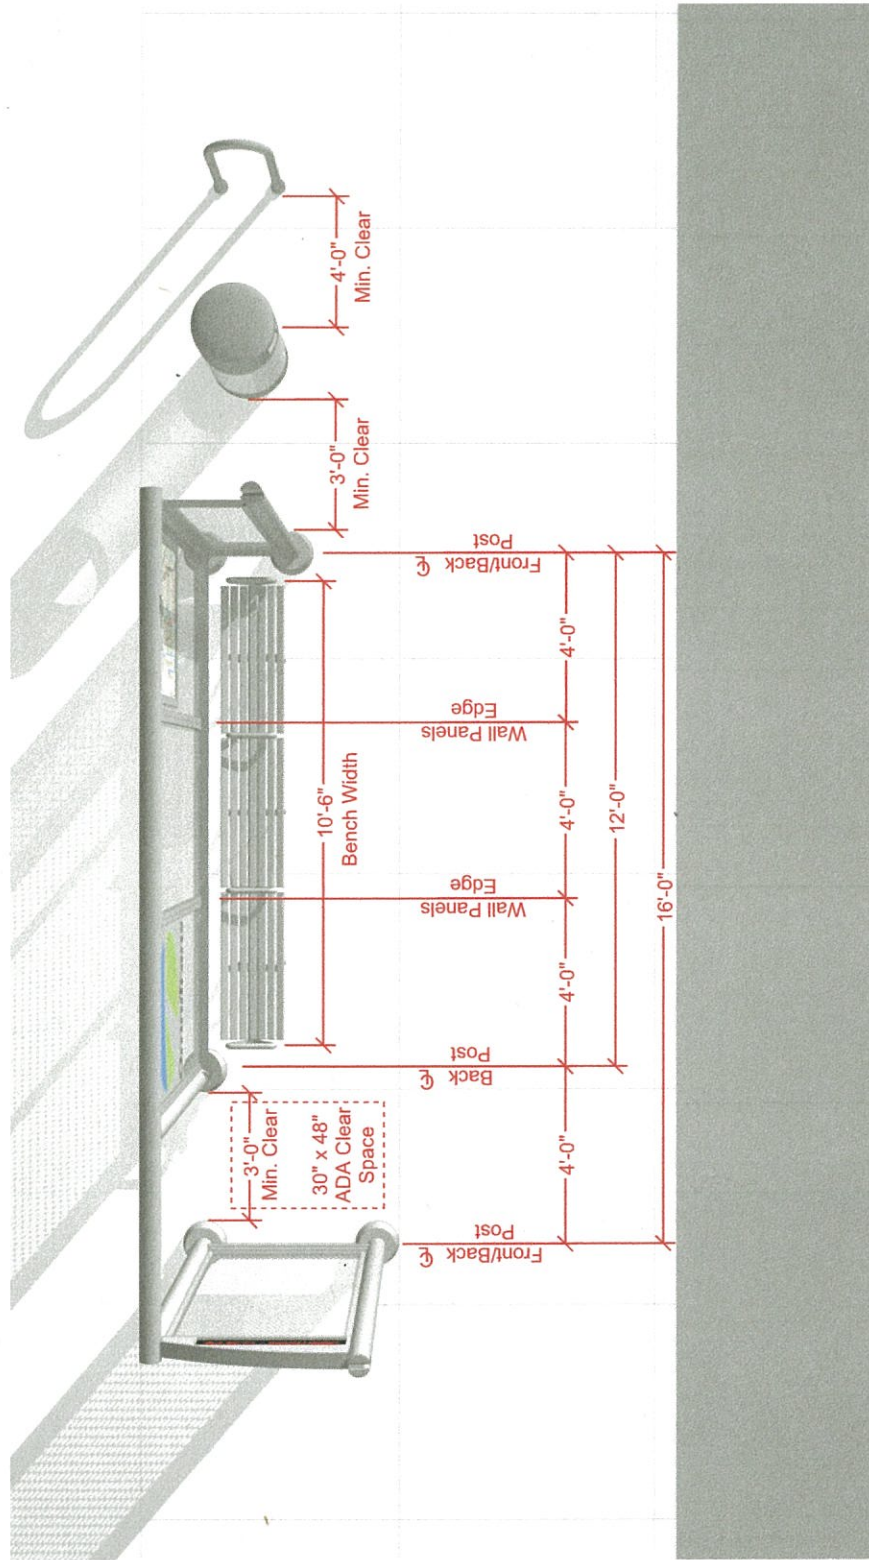 3'-0"
Min. Clear
30" x 48"
ADA Clear
Space
10'-6"
Bench Width
3'-0"
Min. Clear
4'-0"
Min. Clear
Front/Back ℄
Post
Back ℄
Post
Wall Panels
Edge
Wall Panels
Edge
Front/Back ℄
Post
4'-0"
4'-0"
4'-0"
4'-0"
12'-0"
16'-0"